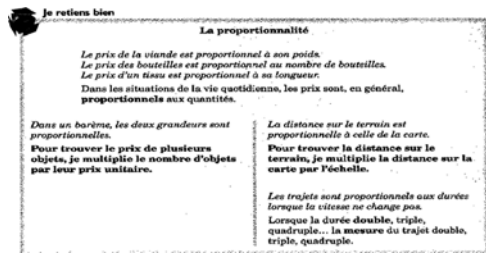 Je retiens bien
La proportionnalité
Le prix de la viande est proportionnel à son poids.
Le prix des bouteilles est proportionnel au nombre de bouteilles.
Le prix d'un tissu est proportionnel à sa longueur.
Dans les situations de la vie quotidienne, les prix sont, en général,
proportionnels aux quantités.
Dans un barème, les deux grandeurs sont
proportionnelles.
Pour trouver le prix de plusieurs
objets, je multiplie le nombre d'objets
par leur prix unitaire.
La distance sur le terrain est
proportionnelle à celle de la carte.
Pour trouver la distance sur le
terrain, je multiplie la distance sur la
carte par l'échelle.
Les trajets sont proportionnels aux durées
lorsque la vitesse ne change pas.
Lorsque la durée double, triple,
quadruple... la mesure du trajet double,
triple, quadruple.